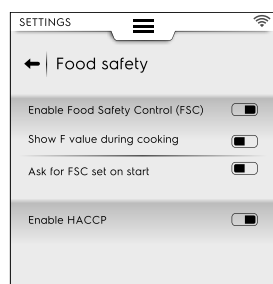 SETTINGS
Food safety
Enable Food Safety Control (FSC)
Show F value during cooking
Ask for FSC set on start
Enable HACCP